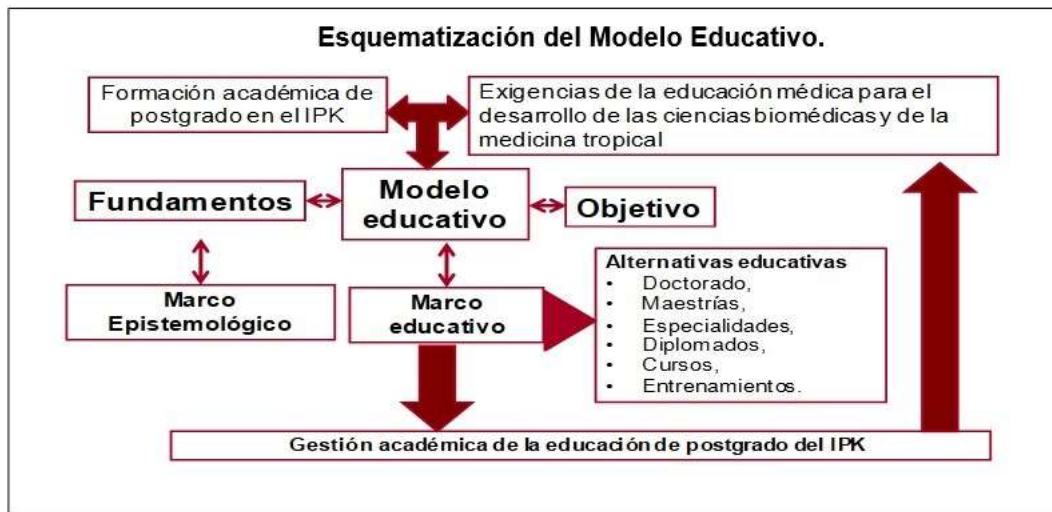 Esquematización del Modelo Educativo.
Formación académica de
postgrado en el IPK
Exigencias de la educación médica para el
desarrollo de las ciencias biomédicas y de la
medicina tropical
Fundamentos
Modelo
educativo
Objetivo
Marco
Epistemológico
Marco
educativo
Alternativas educativas
• Doctorado,
• Maestrías,
• Especialidades,
• Diplomados,
• Cursos,
• Entrenamientos.
Gestión académica de la educación de postgrado del IPK